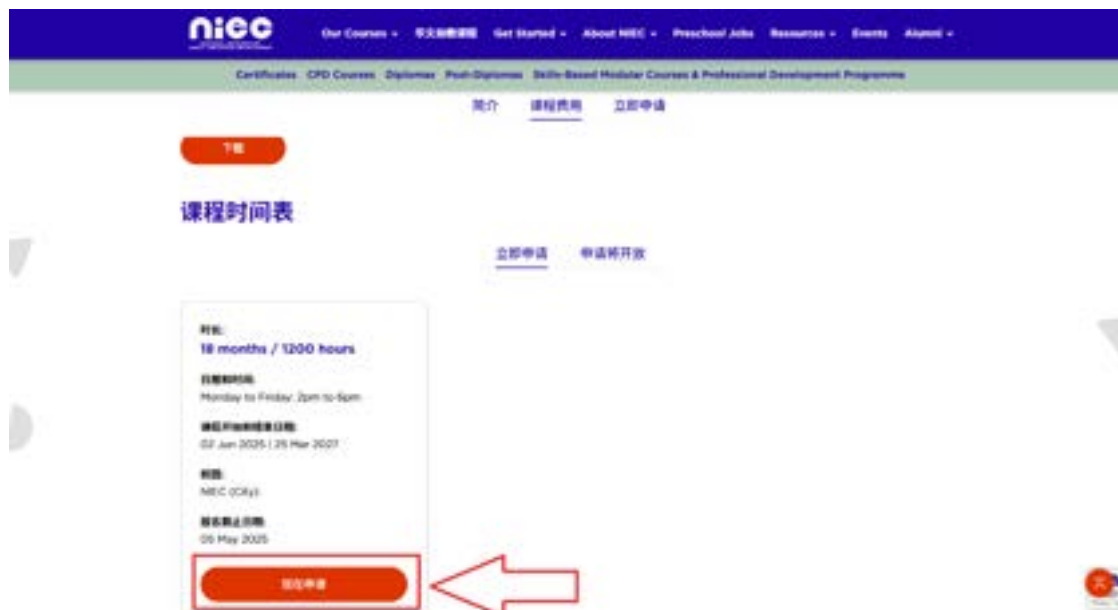 niec
Our Courses 华文幼教课程 Get Started About NIEC Preschool Jobs Resources Events Alumni
Certificates CPD Courses Diplomas Post-Diplomas Skills-Based Modular Courses & Professional Development Programme
简介 课程费用 立即申请
下载
课程时间表
立即申请 申请将开放
时长:
18 months / 1200 hours
日期和时间:
Monday to Friday: 2pm to 6pm
课程开始和结束日期:
02 Jun 2025 | 25 Mar 2027
校园:
NIEC (City)
报名截止日期:
05 May 2025
现在申请